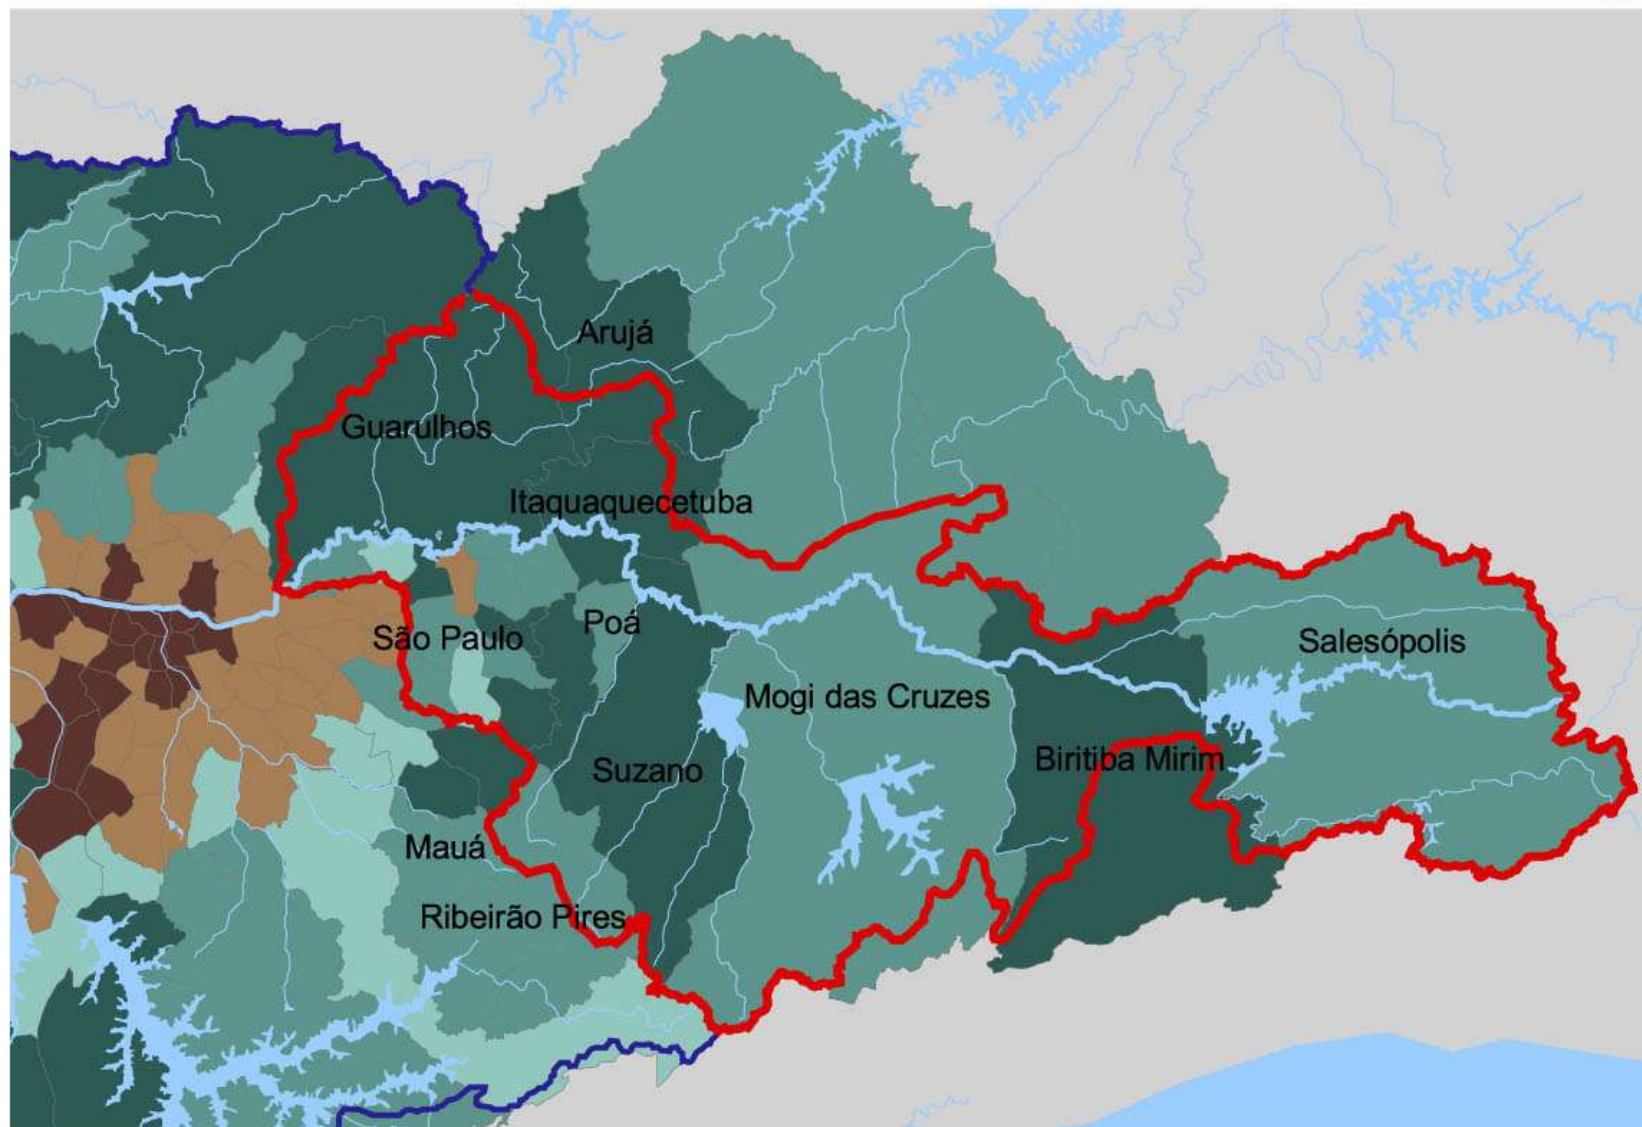 Arujá
Guarulhos
Itaquaquecetuba
Poá
São Paulo
Salesópolis
Mogi das Cruzes
Biritiba Mirim
Suzano
Mauá
Ribeirão Pires